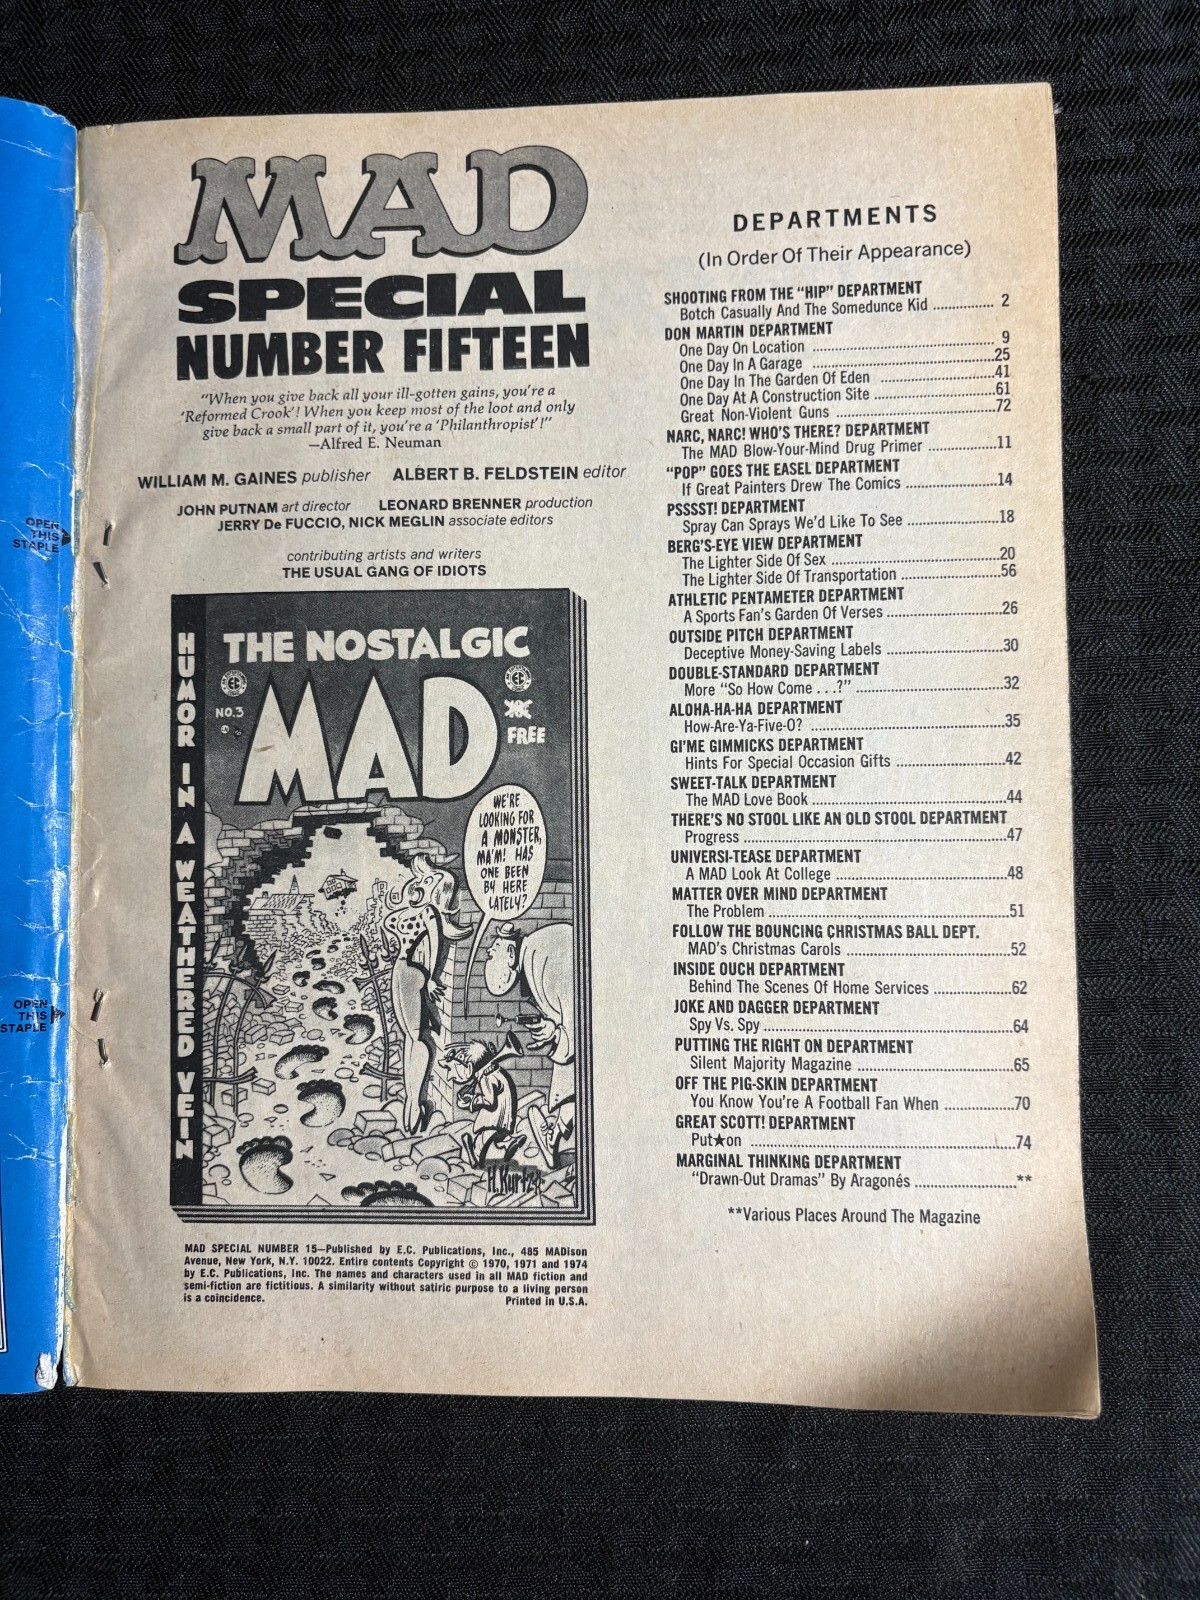 MAD
SPECIAL
NUMBER FIFTEEN
"When you give back all your ill-gotten gains, you're a
'Reformed Crook'! When you keep most of the loot and only
give back a small part of it, you're a 'Philanthropist'!"
—Alfred E. Neuman
WILLIAM M. GAINES publisher ALBERT B. FELDSTEIN editor
JOHN PUTNAM art director LEONARD BRENNER production
JERRY De FUCCIO, NICK MEGLIN associate editors
contributing artists and writers
THE USUAL GANG OF IDIOTS
OPEN
THIS
STAPLE
OPEN
THIS
STAPLE
HUMOR IN A WEATHERED VEIN
THE NOSTALGIC
MAD
EC
EC
NO.3
10¢
FREE
WE'RE
LOOKING FOR
A MONSTER,
MA'M! HAS
ONE BEEN
BY HERE
LATELY?
H. Kurtz
MAD SPECIAL NUMBER 15—Published by E.C. Publications, Inc., 485 MADison
Avenue, New York, N.Y. 10022. Entire contents Copyright © 1970, 1971 and 1974
by E.C. Publications, Inc. The names and characters used in all MAD fiction and
semi-fiction are fictitious. A similarity without satiric purpose to a living person
is a coincidence. Printed in U.S.A.
DEPARTMENTS
(In Order Of Their Appearance)
SHOOTING FROM THE "HIP" DEPARTMENT
Botch Casually And The Somedunce Kid .............. 2
DON MARTIN DEPARTMENT
One Day On Location .............. 9
One Day In A Garage .............. 25
One Day In The Garden Of Eden .............. 41
One Day At A Construction Site .............. 61
Great Non-Violent Guns .............. 72
NARC, NARC! WHO'S THERE? DEPARTMENT
The MAD Blow-Your-Mind Drug Primer .............. 11
"POP" GOES THE EASEL DEPARTMENT
If Great Painters Drew The Comics .............. 14
PSSSST! DEPARTMENT
Spray Can Sprays We'd Like To See .............. 18
BERG'S-EYE VIEW DEPARTMENT
The Lighter Side Of Sex .............. 20
The Lighter Side Of Transportation .............. 56
ATHLETIC PENTAMETER DEPARTMENT
A Sports Fan's Garden Of Verses .............. 26
OUTSIDE PITCH DEPARTMENT
Deceptive Money-Saving Labels .............. 30
DOUBLE-STANDARD DEPARTMENT
More "So How Come . . .?" .............. 32
ALOHA-HA-HA DEPARTMENT
How-Are-Ya-Five-O? .............. 35
GI'ME GIMMICKS DEPARTMENT
Hints For Special Occasion Gifts .............. 42
SWEET-TALK DEPARTMENT
The MAD Love Book .............. 44
THERE'S NO STOOL LIKE AN OLD STOOL DEPARTMENT
Progress .............. 47
UNIVERSI-TEASE DEPARTMENT
A MAD Look At College .............. 48
MATTER OVER MIND DEPARTMENT
The Problem .............. 51
FOLLOW THE BOUNCING CHRISTMAS BALL DEPT.
MAD's Christmas Carols .............. 52
INSIDE OUCH DEPARTMENT
Behind The Scenes Of Home Services .............. 62
JOKE AND DAGGER DEPARTMENT
Spy Vs. Spy .............. 64
PUTTING THE RIGHT ON DEPARTMENT
Silent Majority Magazine .............. 65
OFF THE PIG-SKIN DEPARTMENT
You Know You're A Football Fan When .............. 70
GREAT SCOTT! DEPARTMENT
Put★on .............. 74
MARGINAL THINKING DEPARTMENT
"Drawn-Out Dramas" By Aragonés .............. **
**Various Places Around The Magazine